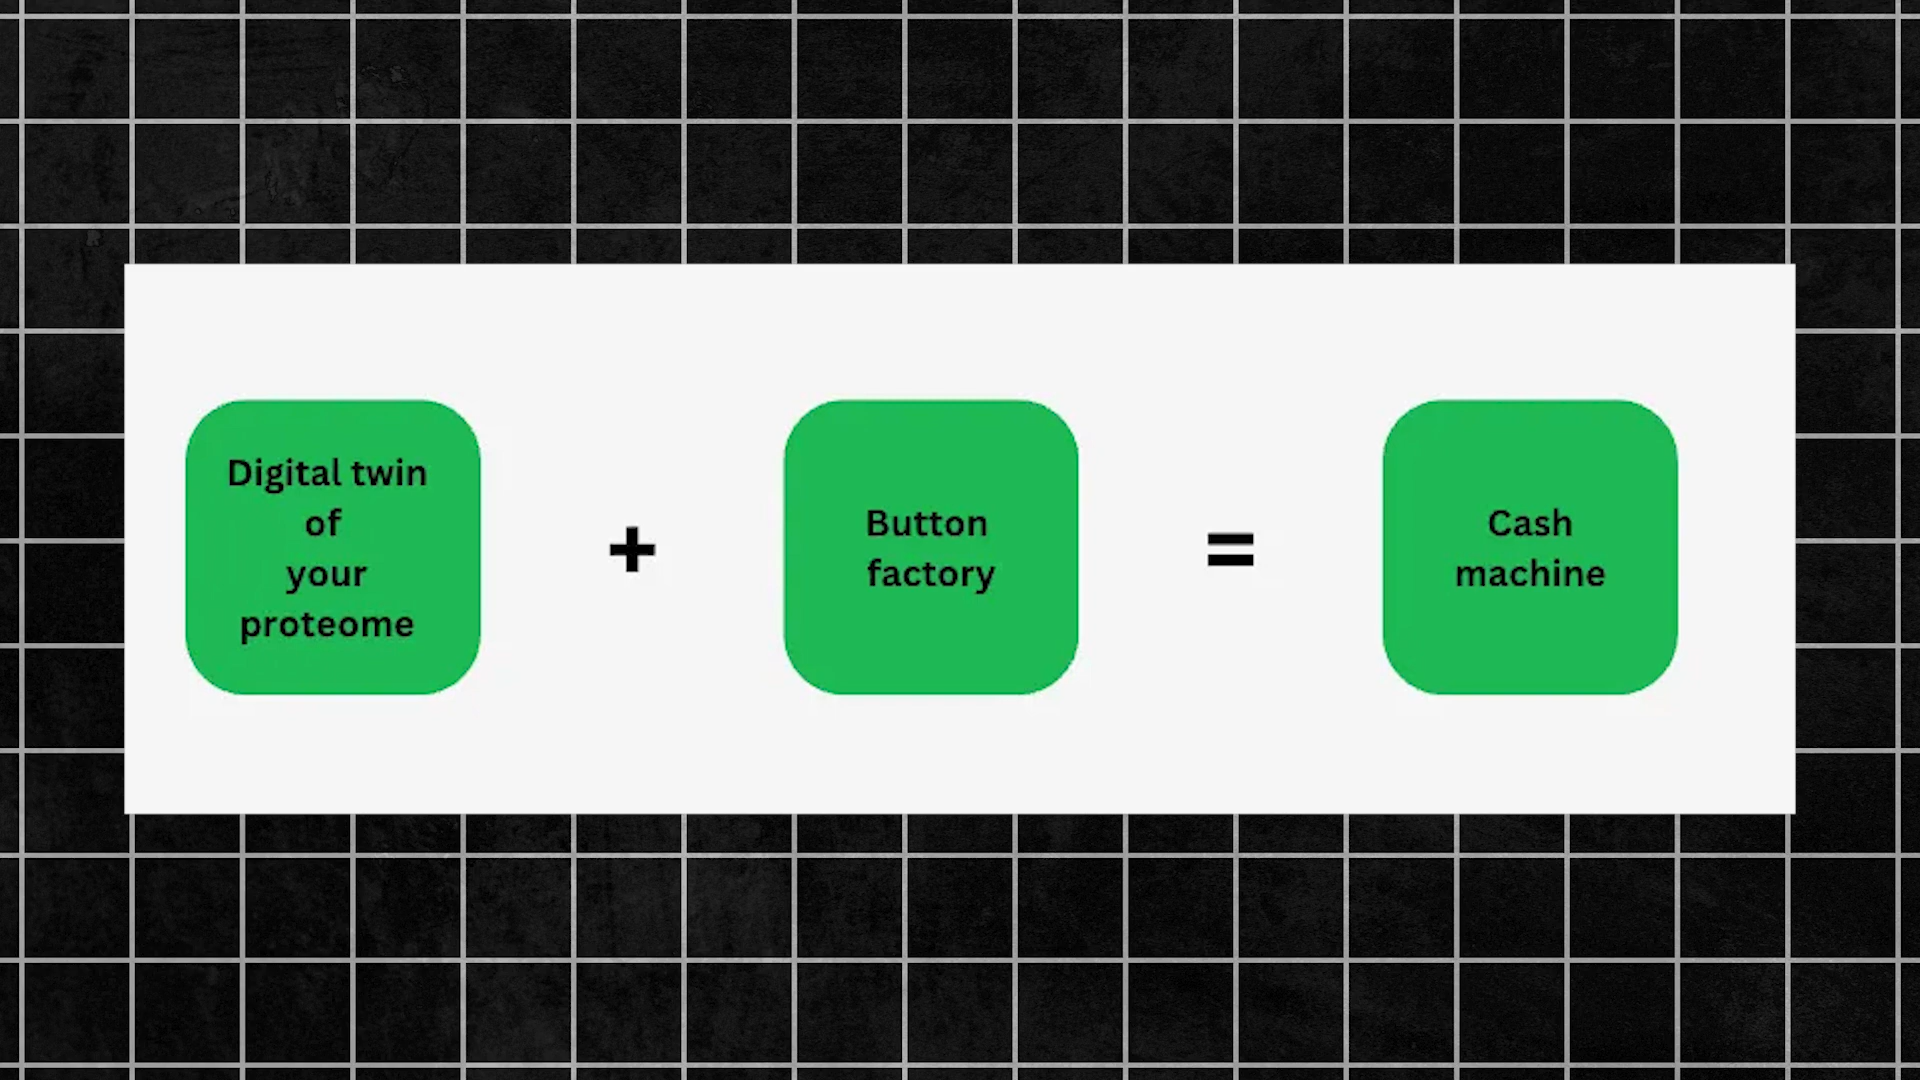 Digital twin
of
your
proteome
+
Button
factory
=
Cash
machine